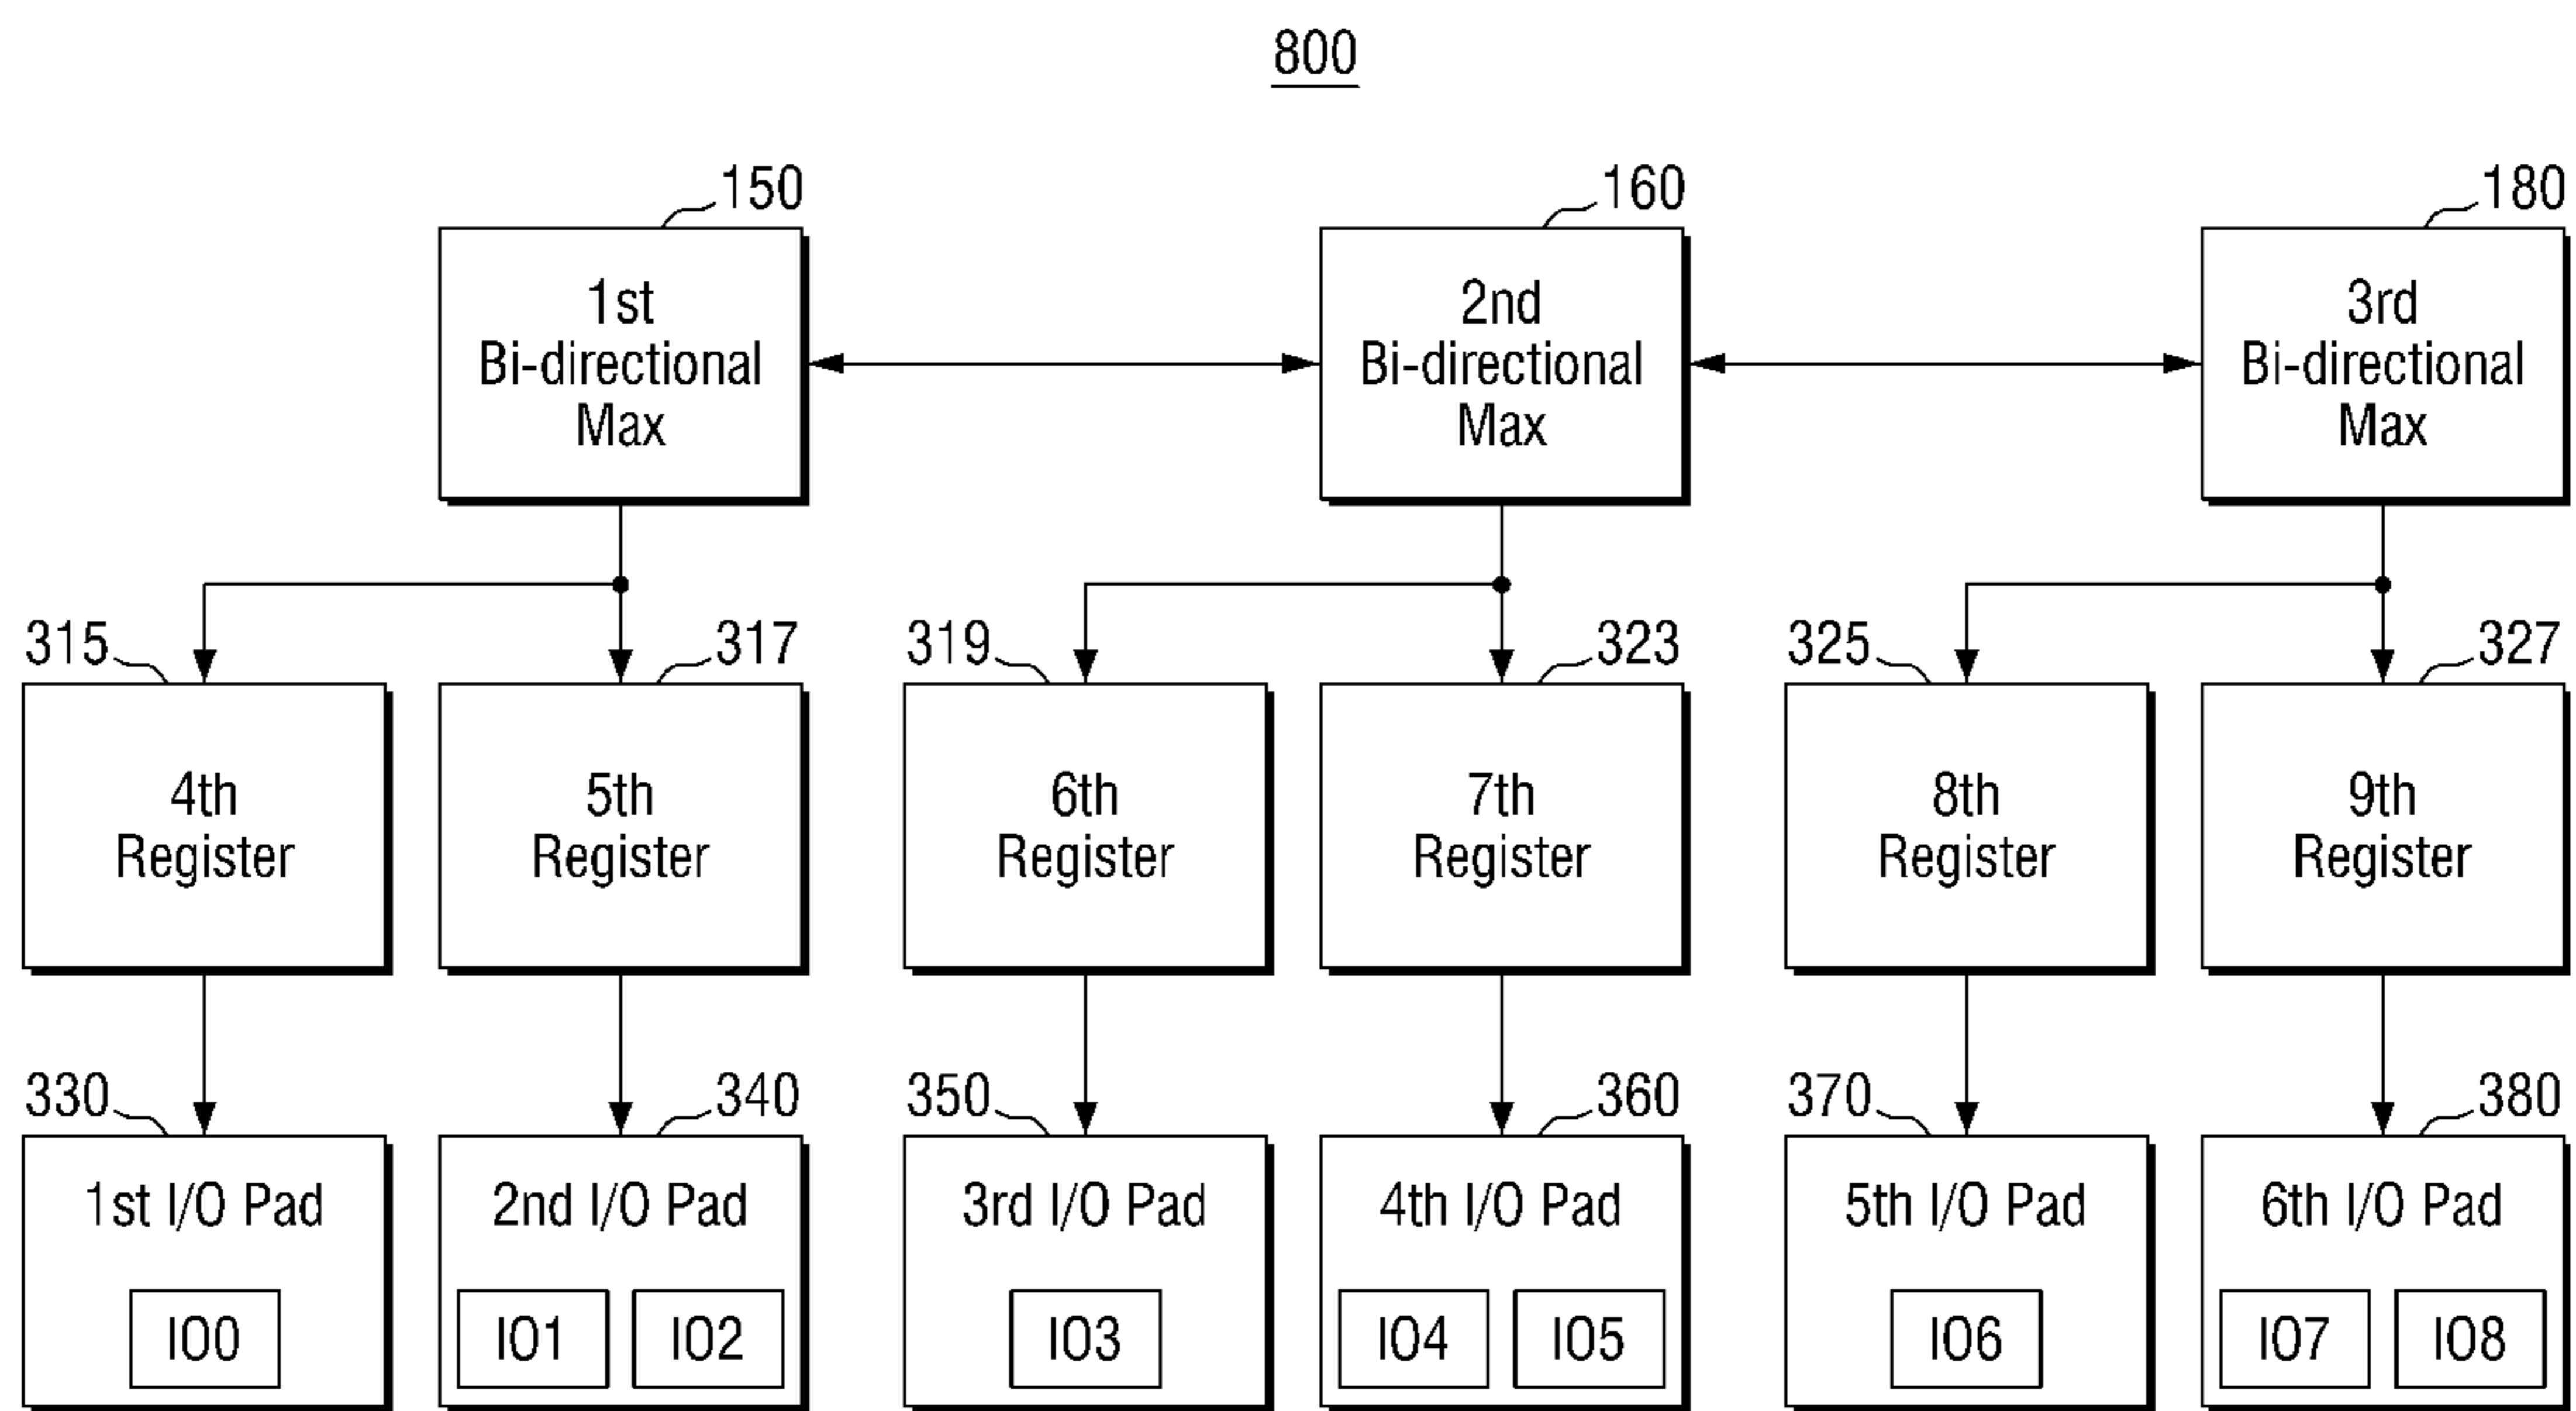 800
150
160
180
1st
Bi-directional
Max
2nd
Bi-directional
Max
3rd
Bi-directional
Max
315
317
319
323
325
327
4th
Register
5th
Register
6th
Register
7th
Register
8th
Register
9th
Register
330
340
350
360
370
380
1st I/O Pad
IO0
2nd I/O Pad
IO1 IO2
3rd I/O Pad
IO3
4th I/O Pad
IO4 IO5
5th I/O Pad
IO6
6th I/O Pad
IO7 IO8